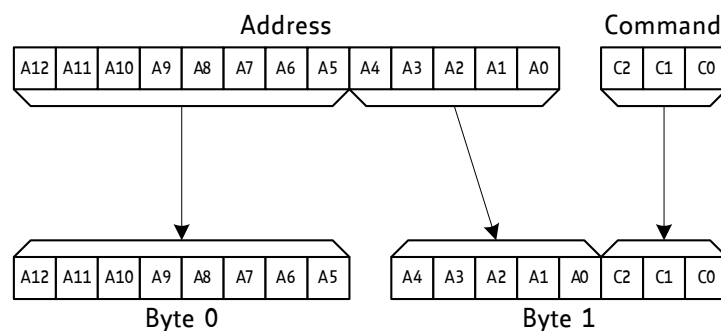 Address Command
A12 A11 A10 A9 A8 A7 A6 A5 A4 A3 A2 A1 A0 C2 C1 C0
A12 A11 A10 A9 A8 A7 A6 A5 A4 A3 A2 A1 A0 C2 C1 C0
Byte 0 Byte 1